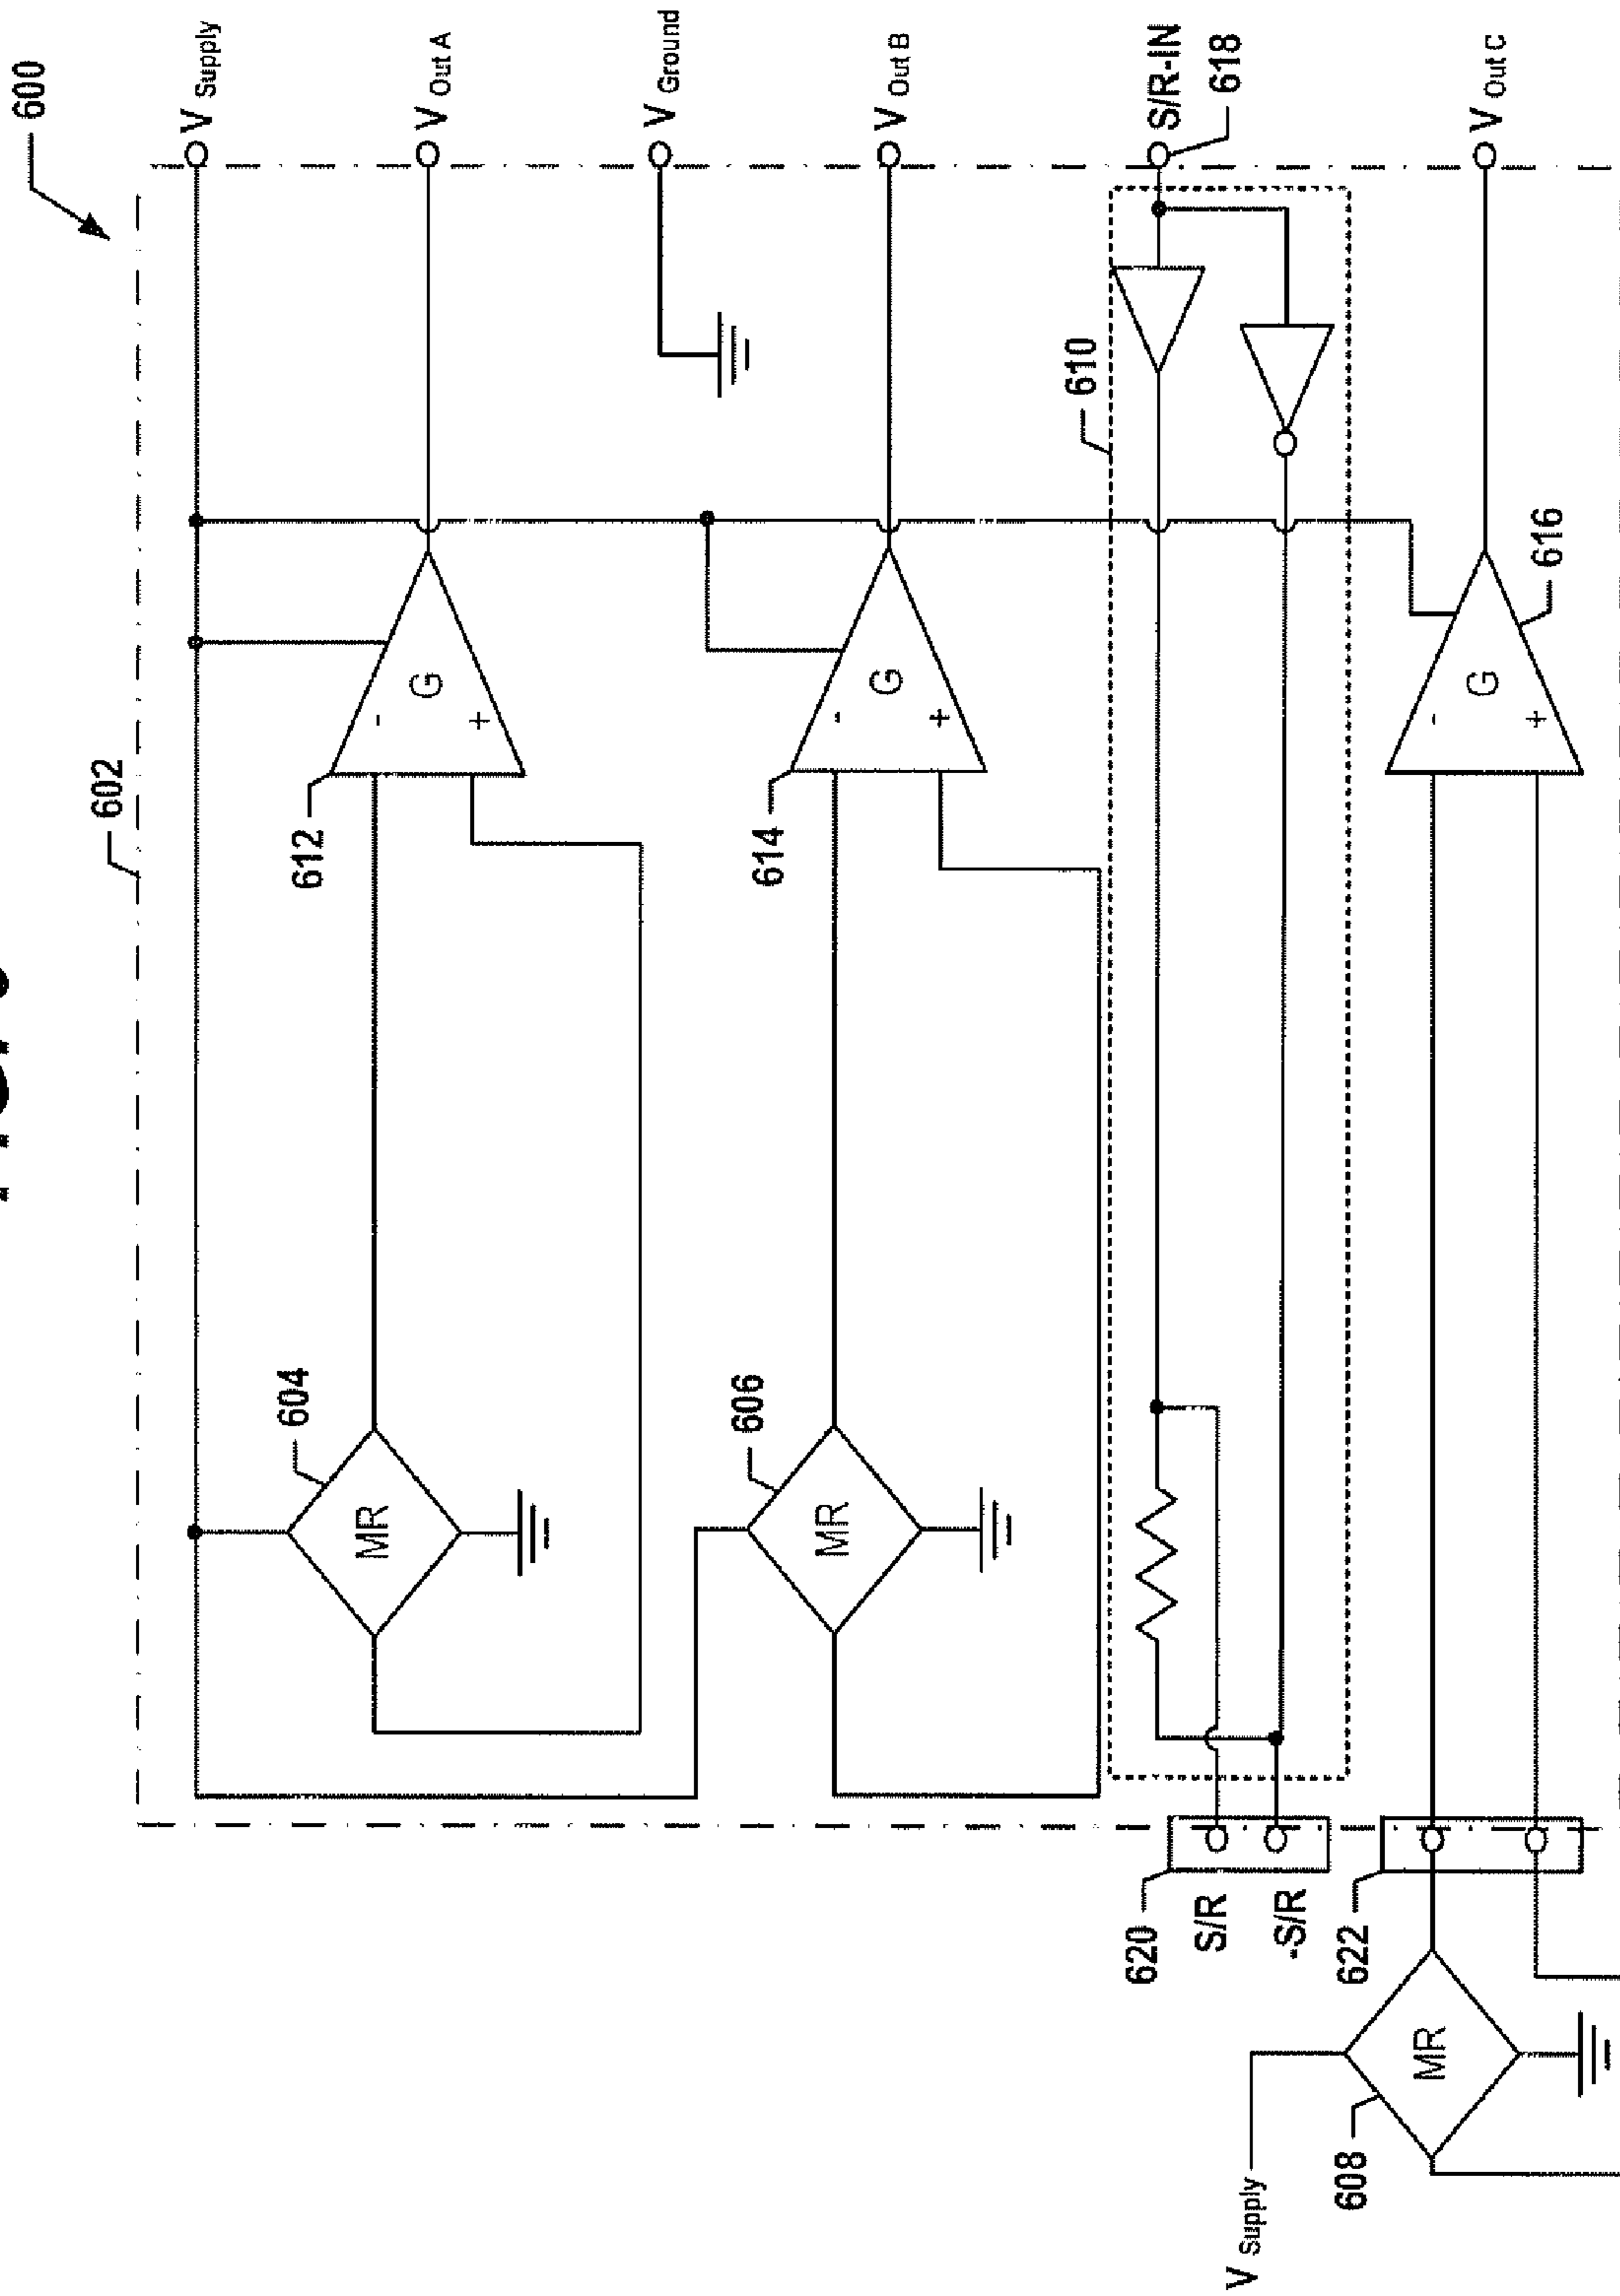 600
602
V Supply
V Out A
V Ground
V Out B
S/R-IN
618
V Out C
612
-
G
+
614
-
G
+
610
616
-
G
+
604
MR
606
MR
620
S/R
-S/R
622
608
MR
V Supply